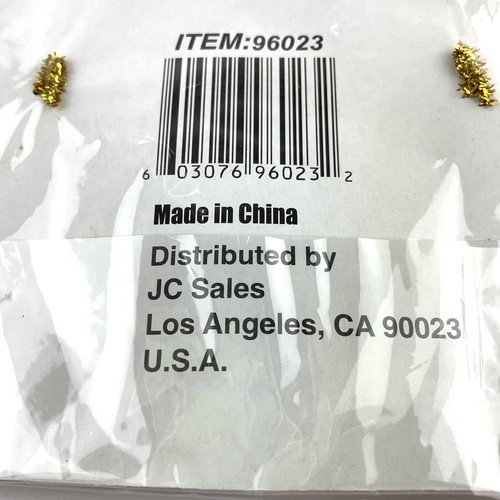 ITEM:96023
6 03076 96023 2
Made in China
Distributed by
JC Sales
Los Angeles, CA 90023
U.S.A.